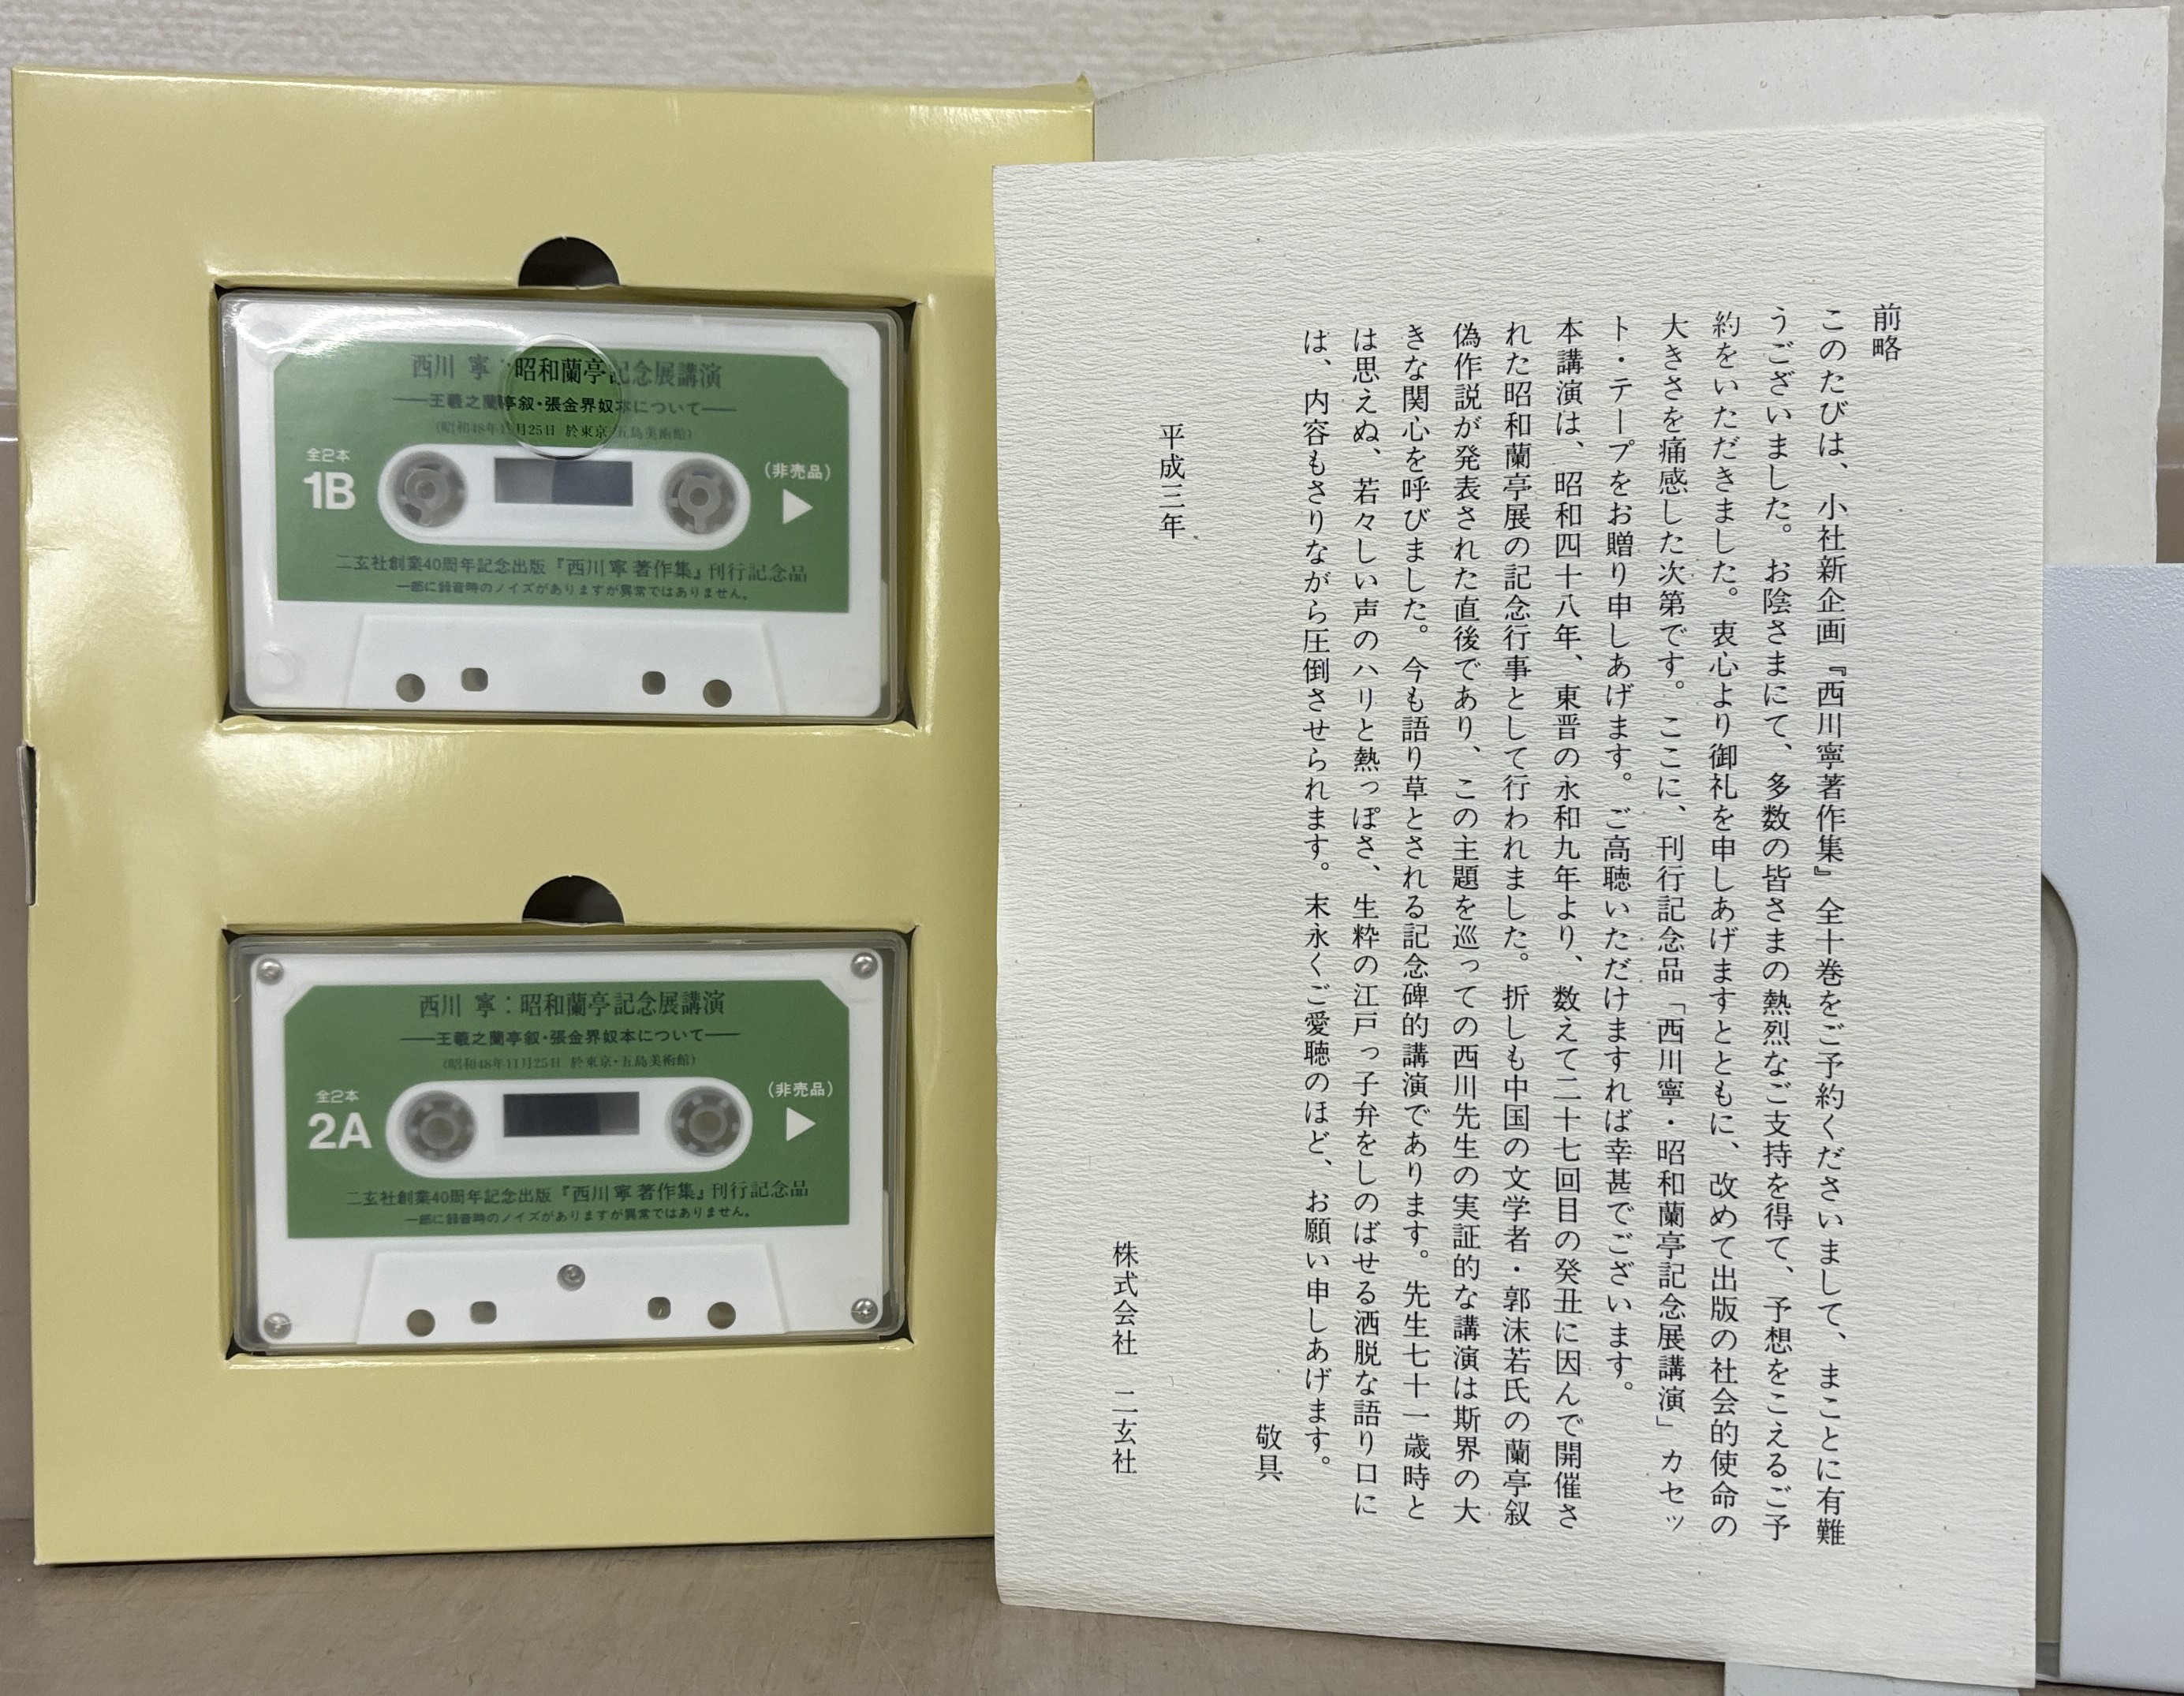 西川 寧：昭和蘭亭記念展講演
──王羲之蘭亭叙・張金界奴本について──
(昭和48年11月25日 於東京・五島美術館)
全2本
1B
(非売品)
二玄社創業40周年記念出版『西川寧著作集』刊行記念品
一部に録音時のノイズがありますが異常ではありません。
西川 寧：昭和蘭亭記念展講演
──王羲之蘭亭叙・張金界奴本について──
(昭和48年11月25日 於東京・五島美術館)
全2本
2A
(非売品)
二玄社創業40周年記念出版『西川寧著作集』刊行記念品
一部に録音時のノイズがありますが異常ではありません。
前略
このたびは、小社新企画『西川寧著作集』全十巻をご予約くださいまして、まことに有難
うございました。お陰さまにて、多数の皆さまの熱烈なご支持を得て、予想をこえるご予
約をいただきました。衷心より御礼を申しあげますとともに、改めて出版の社会的使命の
大きさを痛感した次第です。ここに、刊行記念品「西川寧・昭和蘭亭記念展講演」カセッ
ト・テープをお贈り申しあげます。ご高聴いただけますれば幸甚でございます。
本講演は、昭和四十八年、東晋の永和九年より、数えて二十七回目の癸丑に因んで開催さ
れた昭和蘭亭展の記念行事として行われました。折しも中国の文学者・郭沫若氏の蘭亭叙
偽作説が発表された直後であり、この主題を巡っての西川先生の実証的な講演は斯界の大
きな関心を呼びました。今も語り草とされる記念碑的講演であります。先生七十一歳時と
は思えぬ、若々しい声のハリと熱っぽさ、生粋の江戸っ子弁をしのばせる洒脱な語り口に
は、内容もさりながら圧倒させられます。末永くご愛聴のほど、お願い申しあげます。
敬具
平成三年
株式会社 二玄社